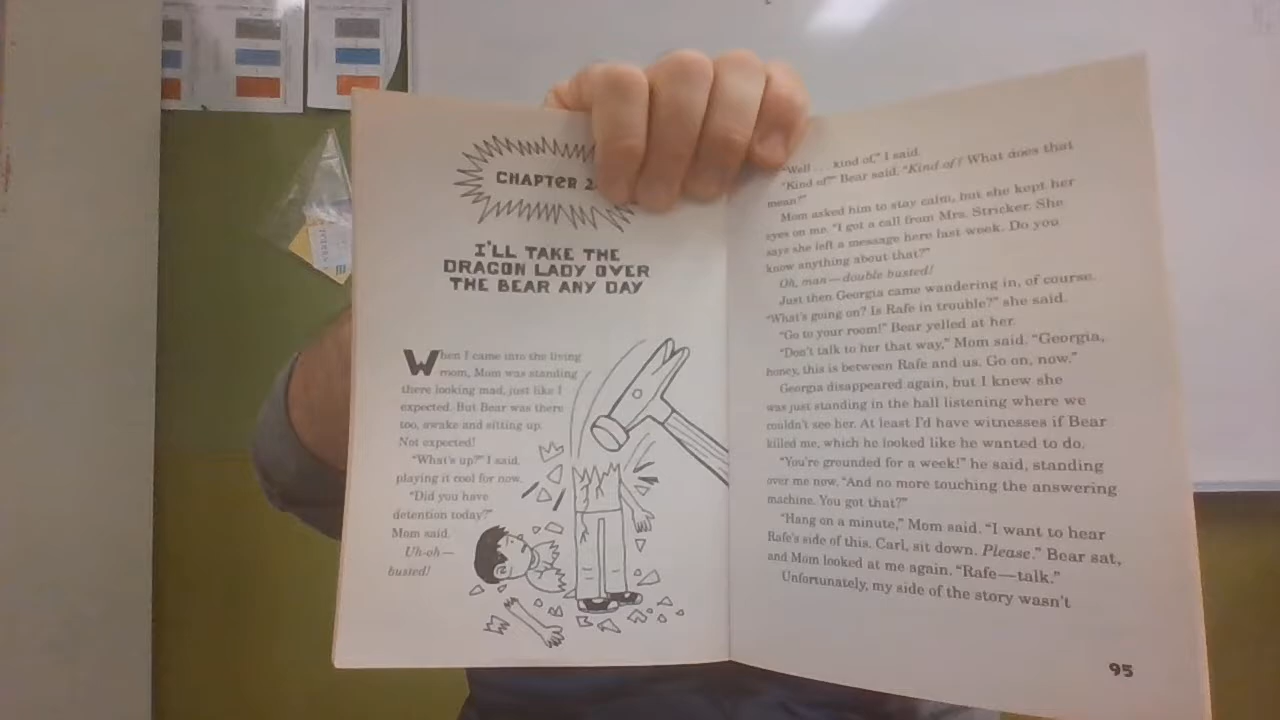 CHAPTER 2
I'LL TAKE THE
DRAGON LADY OVER
THE BEAR ANY DAY
When I came into the living
room, Mom was standing
there looking mad, just like I
expected. But Bear was there
too, awake and sitting up.
Not expected!
"What's up?" I said,
playing it cool for now.
"Did you have
detention today?"
Mom said.
Uh-oh—
busted!
"Well . . . kind of," I said.
"Kind of?" Bear said. "Kind of? What does that
mean?"
Mom asked him to stay calm, but she kept her
eyes on me. "I got a call from Mrs. Stricker. She
says she left a message here last week. Do you
know anything about that?"
Oh, man—double busted!
Just then Georgia came wandering in, of course.
"What's going on? Is Rafe in trouble?" she said.
"Go to your room!" Bear yelled at her.
"Don't talk to her that way," Mom said. "Georgia,
honey, this is between Rafe and us. Go on, now."
Georgia disappeared again, but I knew she
was just standing in the hall listening where we
couldn't see her. At least I'd have witnesses if Bear
killed me, which he looked like he wanted to do.
"You're grounded for a week!" he said, standing
over me now. "And no more touching the answering
machine. You got that?"
"Hang on a minute," Mom said. "I want to hear
Rafe's side of this. Carl, sit down. Please." Bear sat,
and Mom looked at me again. "Rafe—talk."
Unfortunately, my side of the story wasn't
95